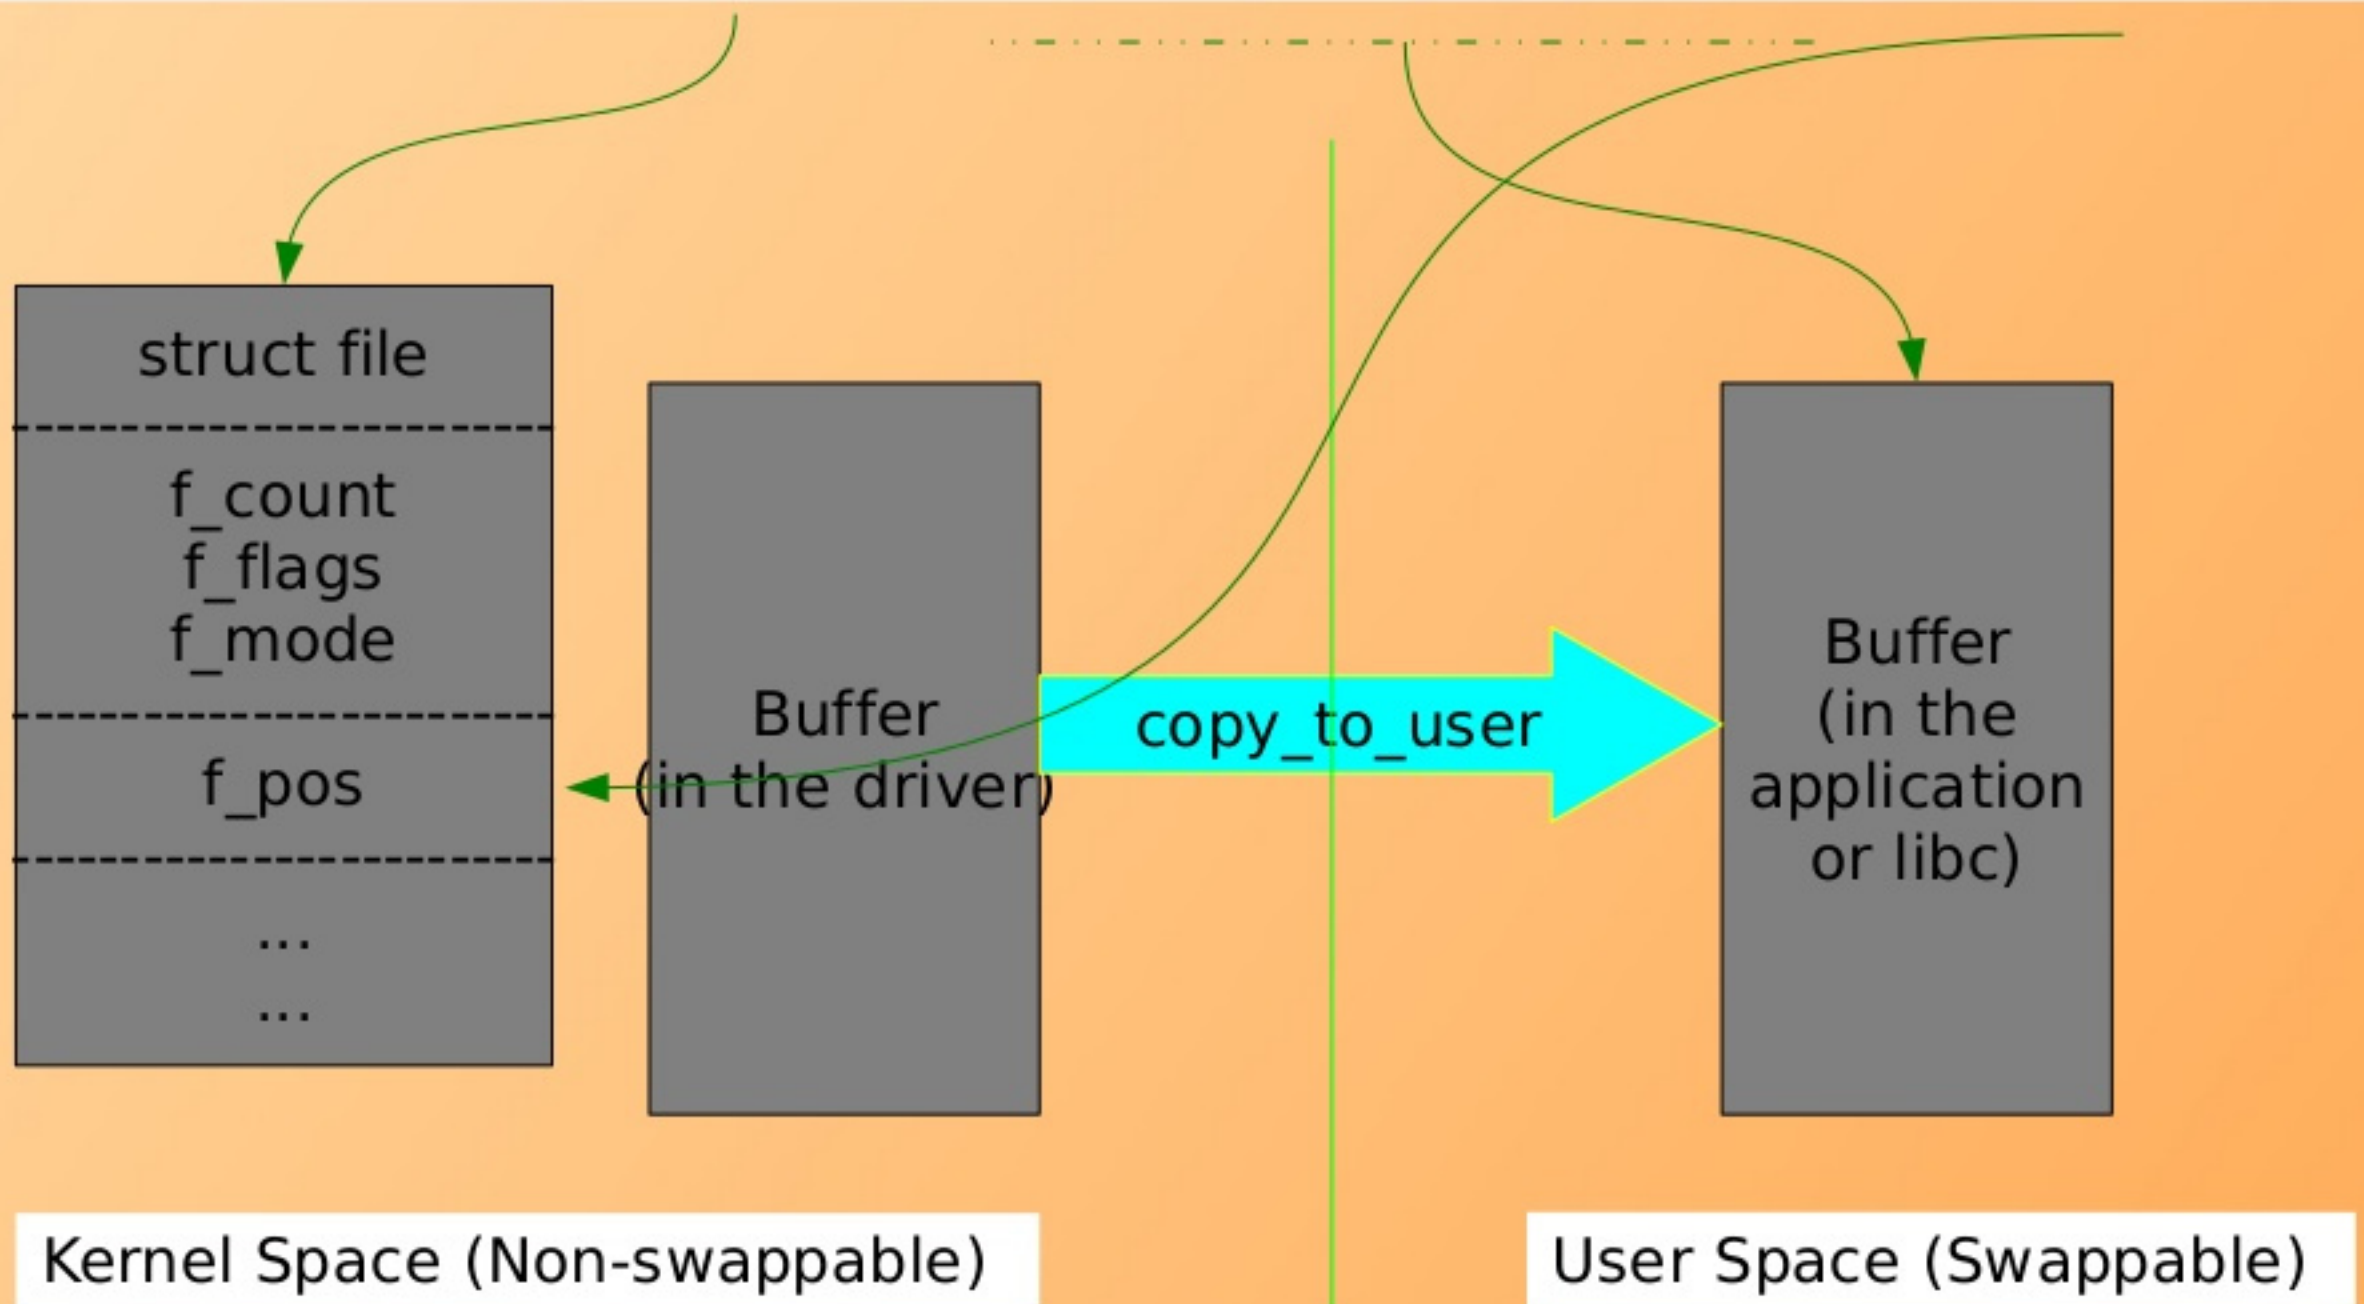 struct file
f_count
f_flags
f_mode
f_pos
...
...
Buffer
(in the driver)
copy_to_user
Buffer
(in the
application
or libc)
Kernel Space (Non-swappable)
User Space (Swappable)